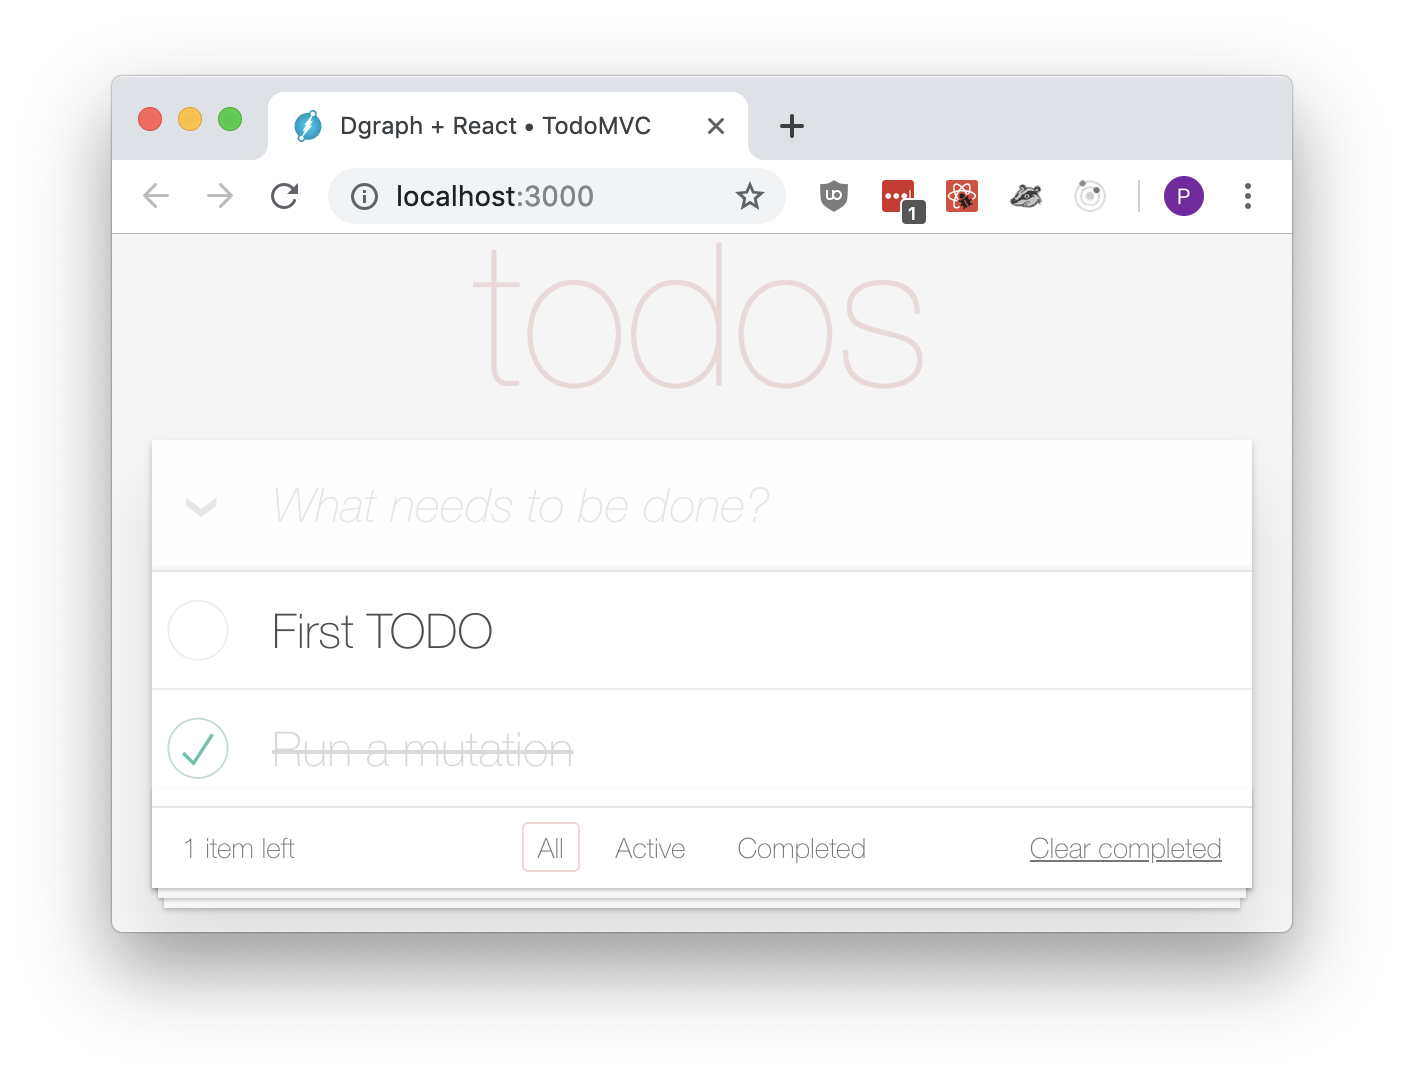 Dgraph + React • TodoMVC
localhost:3000
1
P
todos
What needs to be done?
First TODO
Run a mutation
1 item left
All
Active
Completed
Clear completed